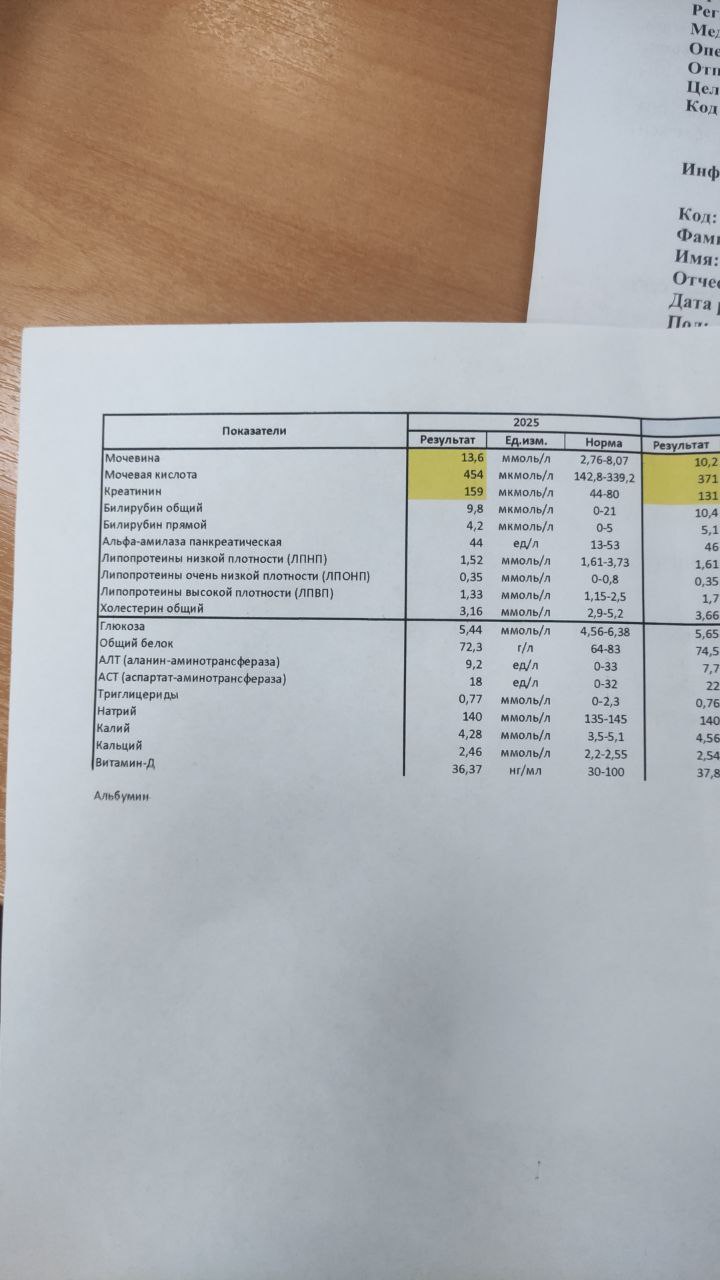 Рег
Мед
Опе
Отп
Цел
Код
Инф
Код:
Фами
Имя:
Отчес
Дата р
Пол:
Показатели 2025
Результат Ед.изм. Норма Результат
Мочевина 13,6 ммоль/л 2,76-8,07 10,2
Мочевая кислота 454 мкмоль/л 142,8-339,2 371
Креатинин 159 мкмоль/л 44-80 131
Билирубин общий 9,8 мкмоль/л 0-21 10,4
Билирубин прямой 4,2 мкмоль/л 0-5 5,1
Альфа-амилаза панкреатическая 44 ед/л 13-53 46
Липопротеины низкой плотности (ЛПНП) 1,52 ммоль/л 1,61-3,73 1,61
Липопротеины очень низкой плотности (ЛПОНП) 0,35 ммоль/л 0-0,8 0,35
Липопротеины высокой плотности (ЛПВП) 1,33 ммоль/л 1,15-2,5 1,7
Холестерин общий 3,16 ммоль/л 2,9-5,2 3,66
Глюкоза 5,44 ммоль/л 4,56-6,38 5,65
Общий белок 72,3 г/л 64-83 74,5
АЛТ (аланин-аминотрансфераза) 9,2 ед/л 0-33 7,7
АСТ (аспартат-аминотрансфераза) 18 ед/л 0-32 22
Триглицериды 0,77 ммоль/л 0-2,3 0,76
Натрий 140 ммоль/л 135-145 140
Калий 4,28 ммоль/л 3,5-5,1 4,56
Кальций 2,46 ммоль/л 2,2-2,55 2,54
Витамин-Д 36,37 нг/мл 30-100 37,8
Альбумин